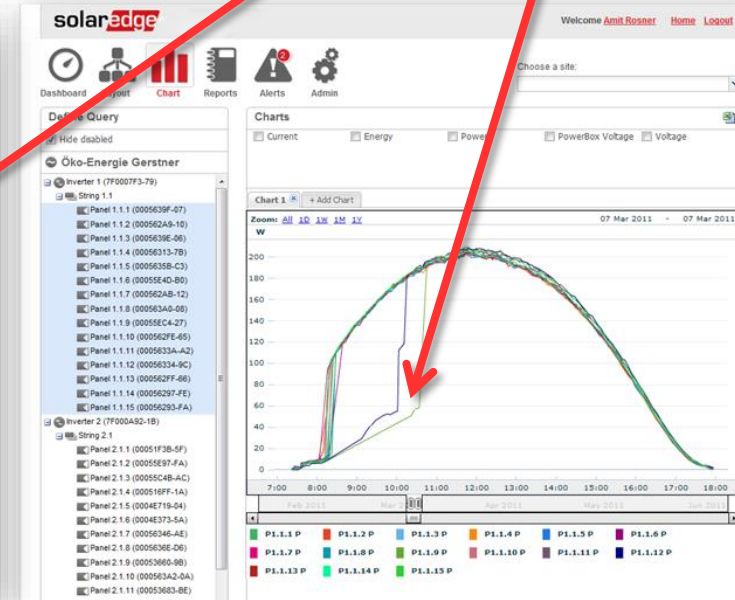 solaredge
Welcome Amit Rosner Home Logout
Dashboard Layout Chart Reports Alerts Admin
2
Choose a site:
Define Query
Hide disabled
Öko-Energie Gerstner
Inverter 1 (7F0007F3-79)
String 1.1
Panel 1.1.1 (0005639F-07)
Panel 1.1.2 (000562A9-10)
Panel 1.1.3 (0005639E-06)
Panel 1.1.4 (00056313-7B)
Panel 1.1.5 (0005635B-C3)
Panel 1.1.6 (00055E4D-B0)
Panel 1.1.7 (000562AB-12)
Panel 1.1.8 (000563A0-08)
Panel 1.1.9 (00055EC4-27)
Panel 1.1.10 (000562FE-65)
Panel 1.1.11 (0005633A-A2)
Panel 1.1.12 (00056334-9C)
Panel 1.1.13 (000562FF-66)
Panel 1.1.14 (00056297-FE)
Panel 1.1.15 (00056293-FA)
Inverter 2 (7F000A92-1B)
String 2.1
Panel 2.1.1 (00051F3B-5F)
Panel 2.1.2 (00055E97-FA)
Panel 2.1.3 (00055C4B-AC)
Panel 2.1.4 (000516FF-1A)
Panel 2.1.5 (0004E719-04)
Panel 2.1.6 (0004E373-5A)
Panel 2.1.7 (00056346-AE)
Panel 2.1.8 (0005636E-D6)
Panel 2.1.9 (00053660-9B)
Panel 2.1.10 (000563A2-0A)
Panel 2.1.11 (00053683-BE)
Charts
Current Energy Power PowerBox Voltage Voltage
Chart 1 + Add Chart
Zoom: All 1D 1W 1M 1Y 07 Mar 2011 - 07 Mar 2011
W
200
180
160
140
120
100
80
60
40
20
0
7:00 8:00 9:00 10:00 11:00 12:00 13:00 14:00 15:00 16:00 17:00 18:00
Feb 2011 Mar 2 Apr 2011 May 2011 Jun 2011
P1.1.1 P P1.1.2 P P1.1.3 P P1.1.4 P P1.1.5 P P1.1.6 P
P1.1.7 P P1.1.8 P P1.1.9 P P1.1.10 P P1.1.11 P P1.1.12 P
P1.1.13 P P1.1.14 P P1.1.15 P